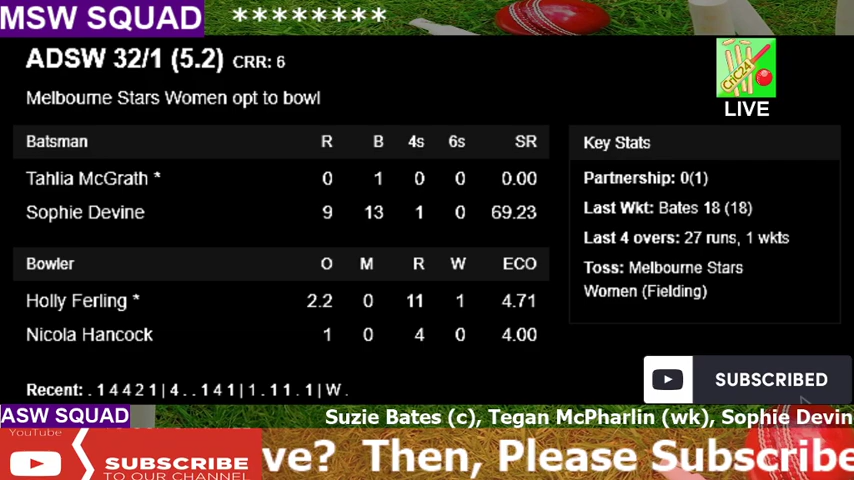 MSW SQUAD ********
ADSW 32/1 (5.2) CRR: 6
Melbourne Stars Women opt to bowl
CriC24
LIVE
Batsman R B 4s 6s SR
Tahlia McGrath * 0 1 0 0 0.00
Sophie Devine 9 13 1 0 69.23
Key Stats
Partnership: 0(1)
Last Wkt: Bates 18 (18)
Last 4 overs: 27 runs, 1 wkts
Toss: Melbourne Stars
Women (Fielding)
Bowler O M R W ECO
Holly Ferling * 2.2 0 11 1 4.71
Nicola Hancock 1 0 4 0 4.00
Recent: . 1 4 4 2 1 | 4 . . 1 4 1 | 1 . 1 1 . 1 | W .
SUBSCRIBED
ASW SQUAD Suzie Bates (c), Tegan McPharlin (wk), Sophie Devin
YouTube
SUBSCRIBE
TO OUR CHANNEL
ve? Then, Please Subscribe